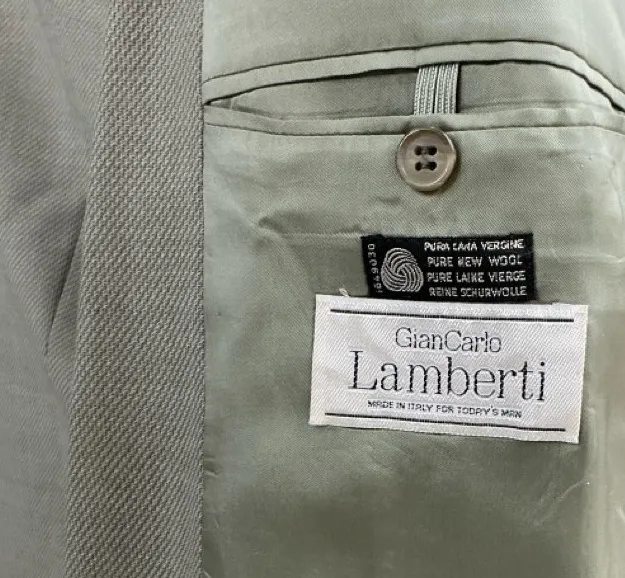 1849030
PURA LANA VERGINE
PURE NEW WOOL
PURE LAINE VIERGE
REINE SCHURWOLLE
GianCarlo
Lamberti
MADE IN ITALY FOR TODAY'S MAN